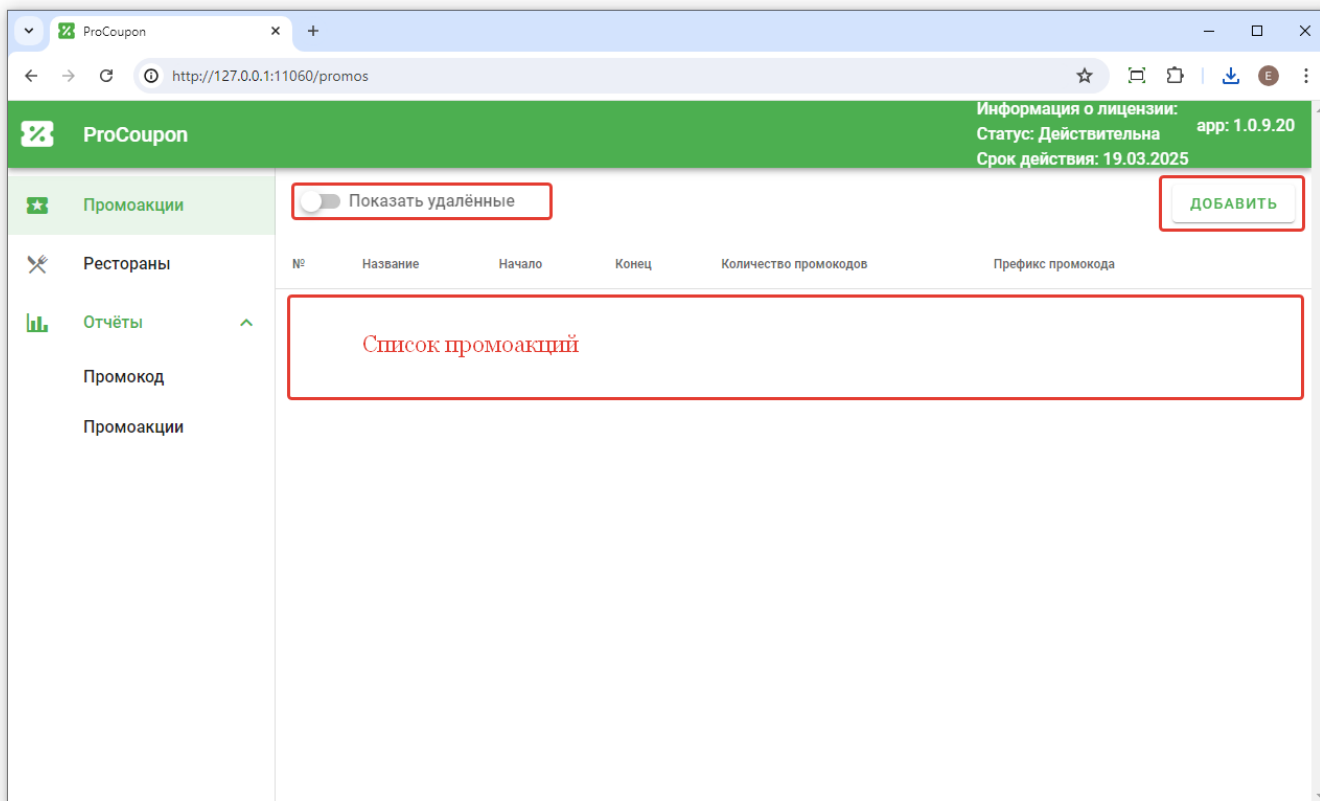 ProCoupon
http://127.0.0.1:11060/promos
E
ProCoupon
Информация о лицензии:
Статус: Действительна
Срок действия: 19.03.2025
app: 1.0.9.20
Промоакции
Рестораны
Отчёты
Промокод
Промоакции
Показать удалённые
ДОБАВИТЬ
№ Название Начало Конец Количество промокодов Префикс промокода
Список промоакций